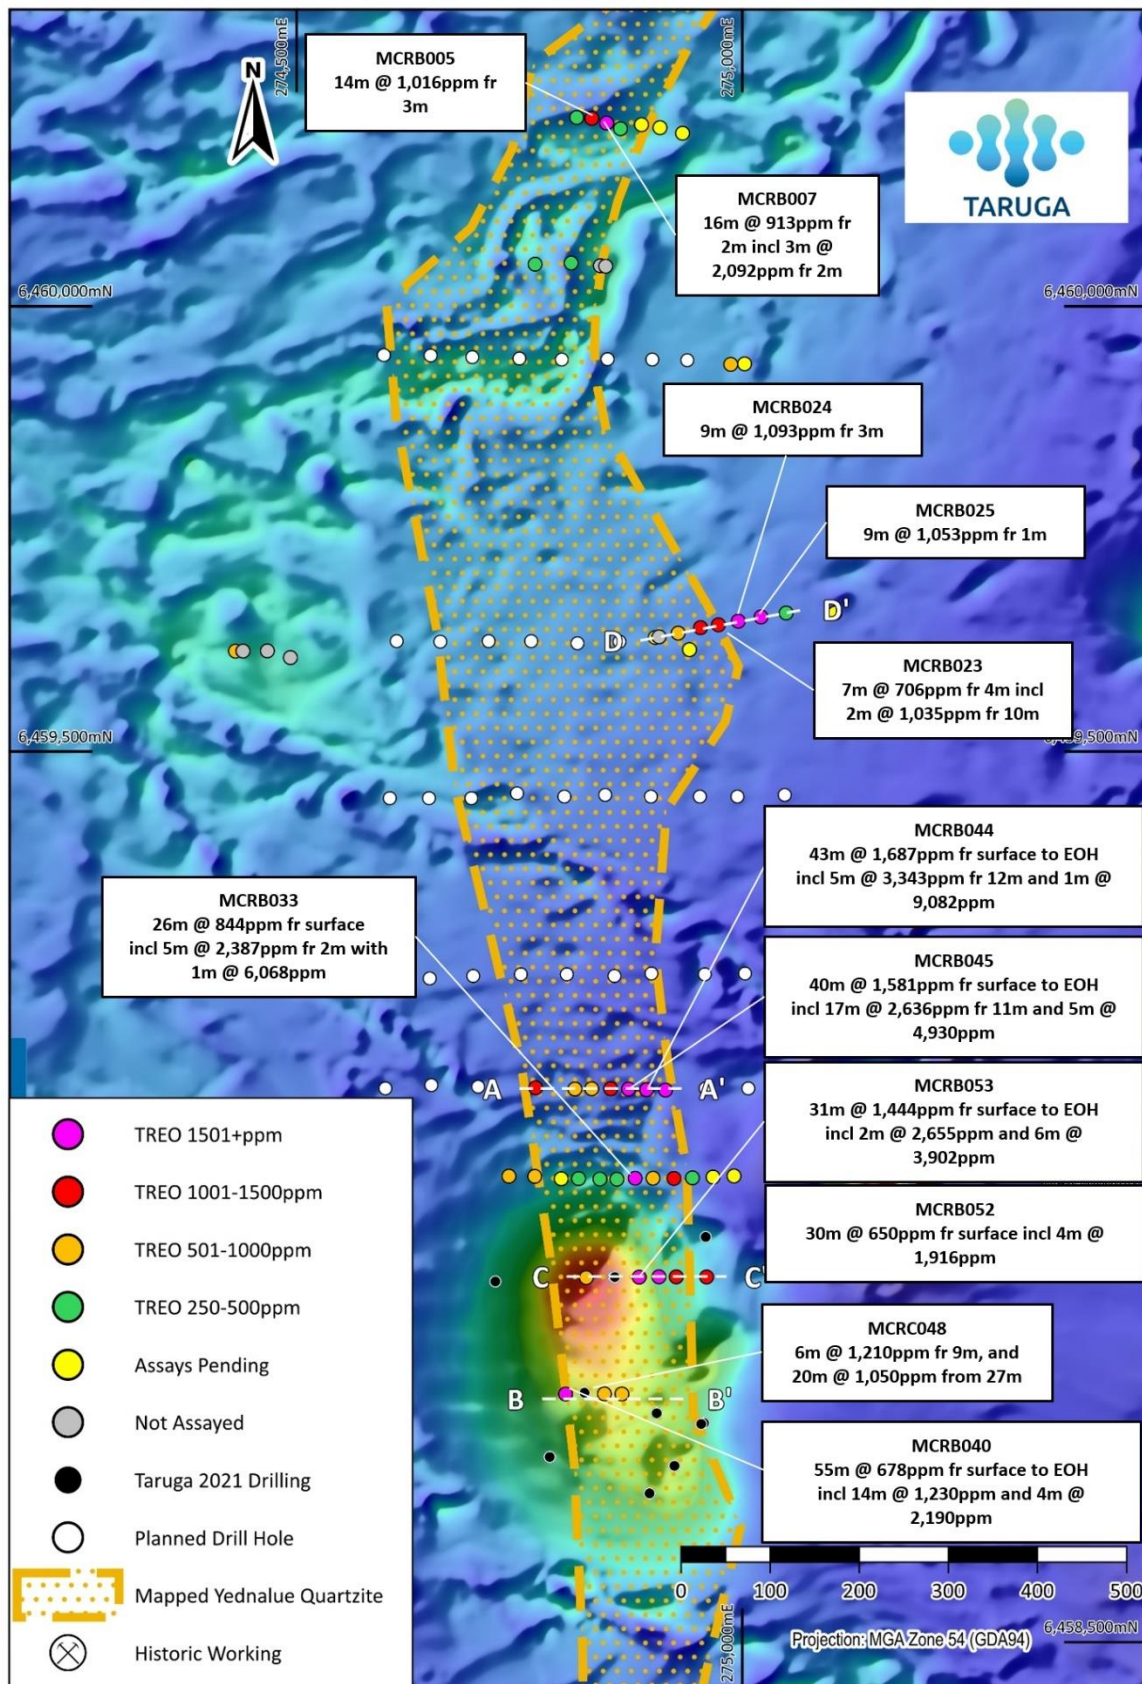 274,500mE
275,000mE
N
MCRB005
14m @ 1,016ppm fr
3m
TARUGA
MCRB007
16m @ 913ppm fr
2m incl 3m @
2,092ppm fr 2m
6,460,000mN
6,460,000mN
MCRB024
9m @ 1,093ppm fr 3m
MCRB025
9m @ 1,053ppm fr 1m
D
D'
MCRB023
7m @ 706ppm fr 4m incl
2m @ 1,035ppm fr 10m
6,459,500mN
6,459,500mN
MCRB044
43m @ 1,687ppm fr surface to EOH
incl 5m @ 3,343ppm fr 12m and 1m @
9,082ppm
MCRB033
26m @ 844ppm fr surface
incl 5m @ 2,387ppm fr 2m with
1m @ 6,068ppm
MCRB045
40m @ 1,581ppm fr surface to EOH
incl 17m @ 2,636ppm fr 11m and 5m @
4,930ppm
A
A'
MCRB053
31m @ 1,444ppm fr surface to EOH
incl 2m @ 2,655ppm and 6m @
3,902ppm
MCRB052
30m @ 650ppm fr surface incl 4m @
1,916ppm
C
C'
MCRC048
6m @ 1,210ppm fr 9m, and
20m @ 1,050ppm from 27m
B
B'
MCRB040
55m @ 678ppm fr surface to EOH
incl 14m @ 1,230ppm and 4m @
2,190ppm
TREO 1501+ppm
TREO 1001-1500ppm
TREO 501-1000ppm
TREO 250-500ppm
Assays Pending
Not Assayed
Taruga 2021 Drilling
Planned Drill Hole
Mapped Yednalue Quartzite
Historic Working
0 100 200 300 400 500
275,000mE
6,458,500mN
Projection: MGA Zone 54 (GDA94)